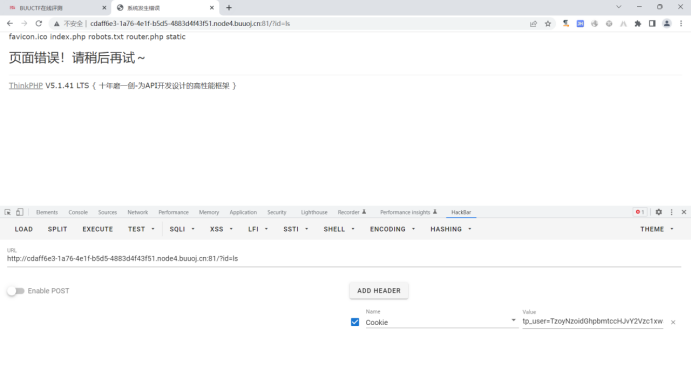 BUUCTF在线评测
系统发生错误
不安全 | cdaff6e3-1a76-4e1f-b5d5-4883d4f43f51.node4.buuoj.cn:81/?id=ls
favicon.ico index.php robots.txt router.php static
页面错误！请稍后再试～
ThinkPHP V5.1.41 LTS { 十年磨一剑-为API开发设计的高性能框架 }
Elements Console Sources Network Performance Memory Application Security Lighthouse Recorder Performance insights HackBar 1
LOAD SPLIT EXECUTE TEST SQLI XSS LFI SSTI SHELL ENCODING HASHING THEME
URL
http://cdaff6e3-1a76-4e1f-b5d5-4883d4f43f51.node4.buuoj.cn:81/?id=ls
Enable POST
ADD HEADER
Name Value
Cookie tp_user=TzoyNzoidGhpbmtccHJvY2Vzc1xw